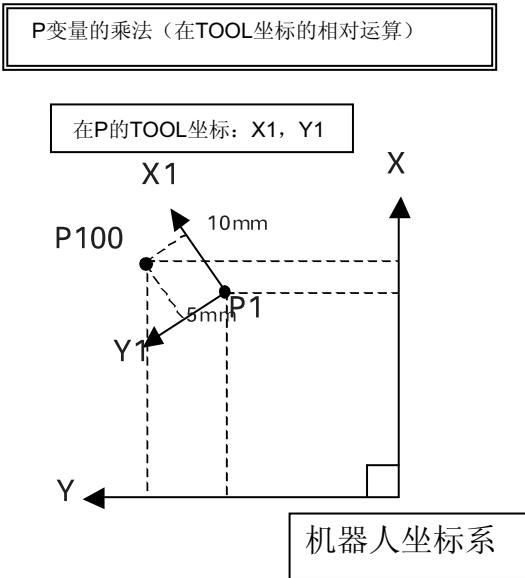 P变量的乘法（在TOOL坐标的相对运算）
在P的TOOL坐标：X1，Y1
X1
X
10mm
P100
5mm
P1
Y1
Y
机器人坐标系